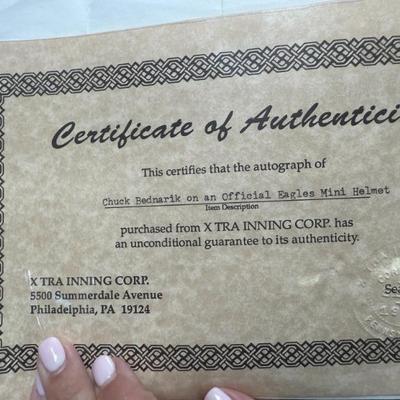 Certificate of Authentici
This certifies that the autograph of
Chuck Bednarik on an Official Eagles Mini Helmet
Item Description
purchased from X TRA INNING CORP. has
an unconditional guarantee to its authenticity.
X TRA INNING CORP.
5500 Summerdale Avenue
Philadelphia, PA 19124
Sea